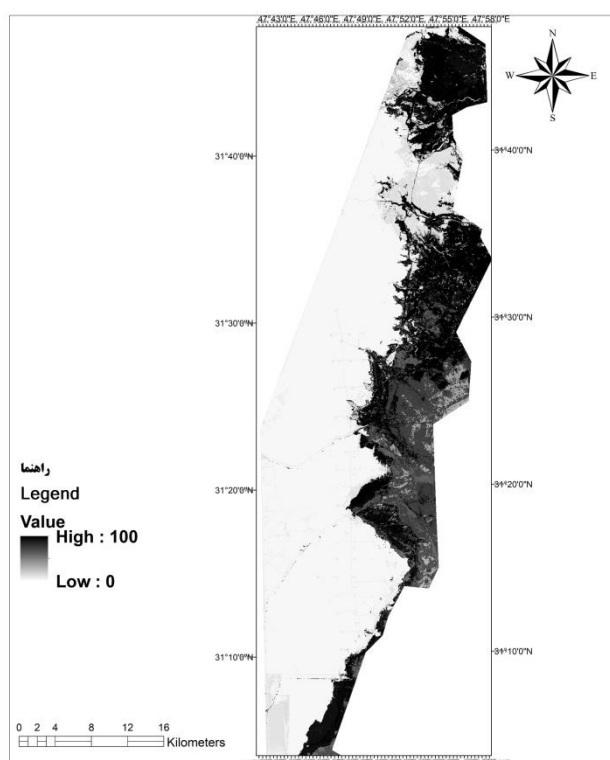 47°43'0"E 47°46'0"E 47°49'0"E 47°52'0"E 47°55'0"E 47°58'0"E
N
W E
S
31°40'0"N 31°40'0"N
31°30'0"N 31°30'0"N
31°20'0"N 31°20'0"N
31°10'0"N 31°10'0"N
راهنما
Legend
Value
High : 100
Low : 0
0 1 2 4 8 12 16
Kilometers